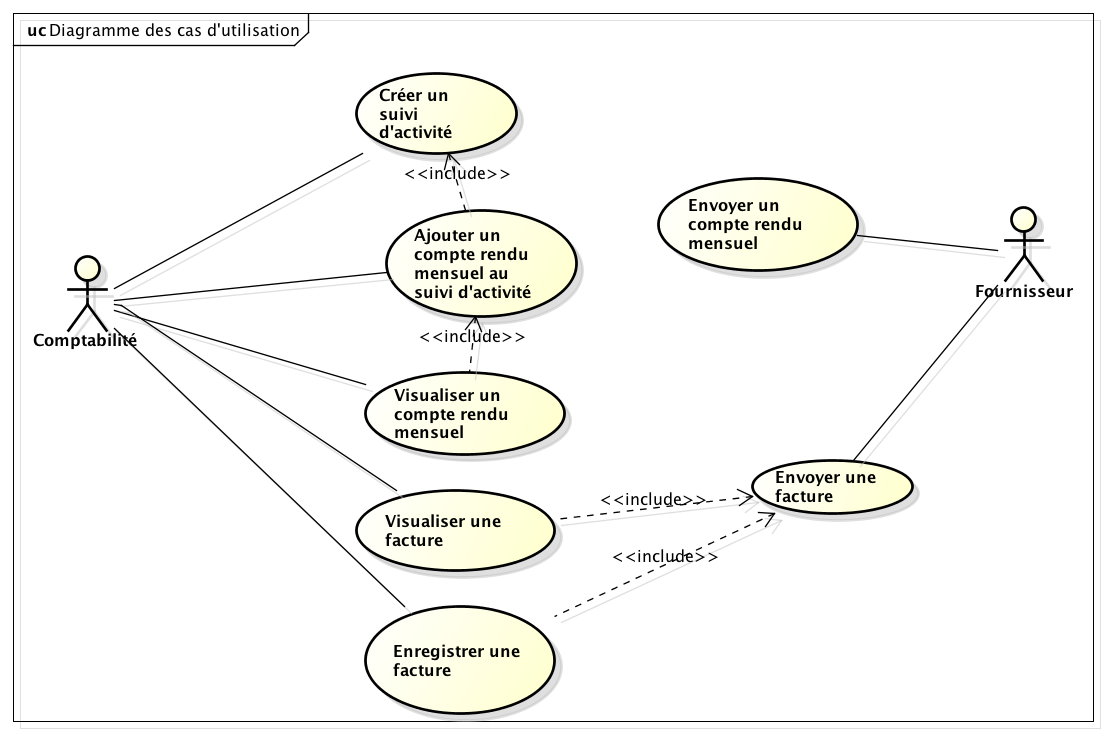 uc Diagramme des cas d'utilisation
Créer un
suivi
d'activité
<<include>>
Ajouter un
compte rendu
mensuel au
suivi d'activité
<<include>>
Visualiser un
compte rendu
mensuel
Visualiser une
facture
Enregistrer une
facture
Comptabilité
Envoyer un
compte rendu
mensuel
Fournisseur
Envoyer une
facture
<<include>>
<<include>>